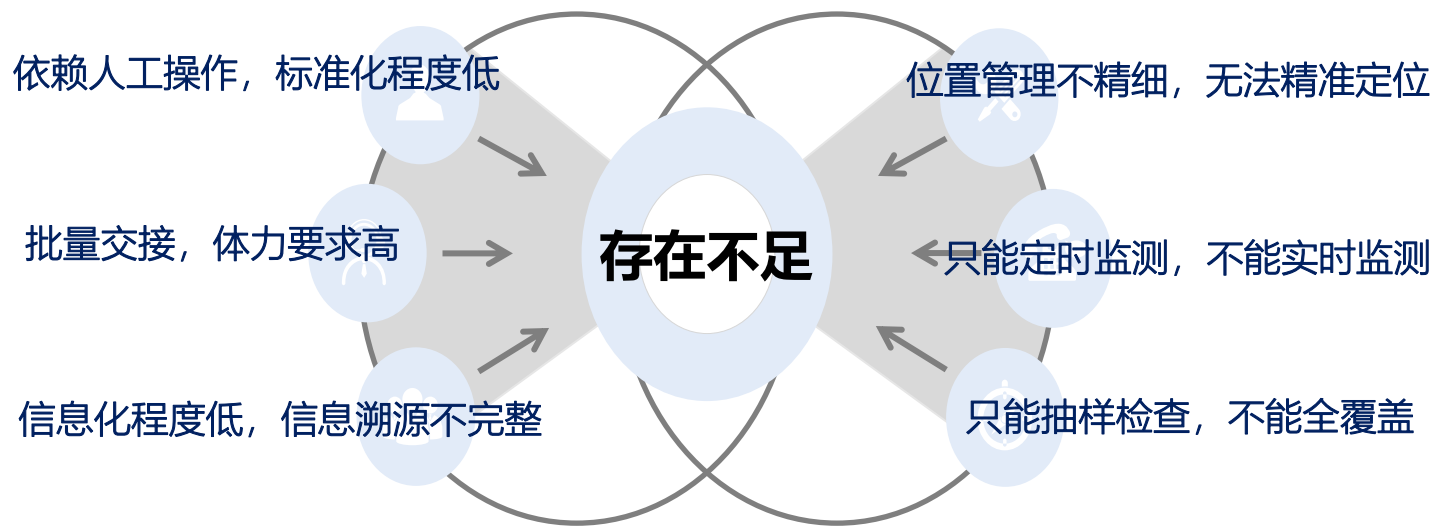 依赖人工操作，标准化程度低
位置管理不精细，无法精准定位
批量交接，体力要求高
存在不足
只能定时监测，不能实时监测
信息化程度低，信息溯源不完整
只能抽样检查，不能全覆盖